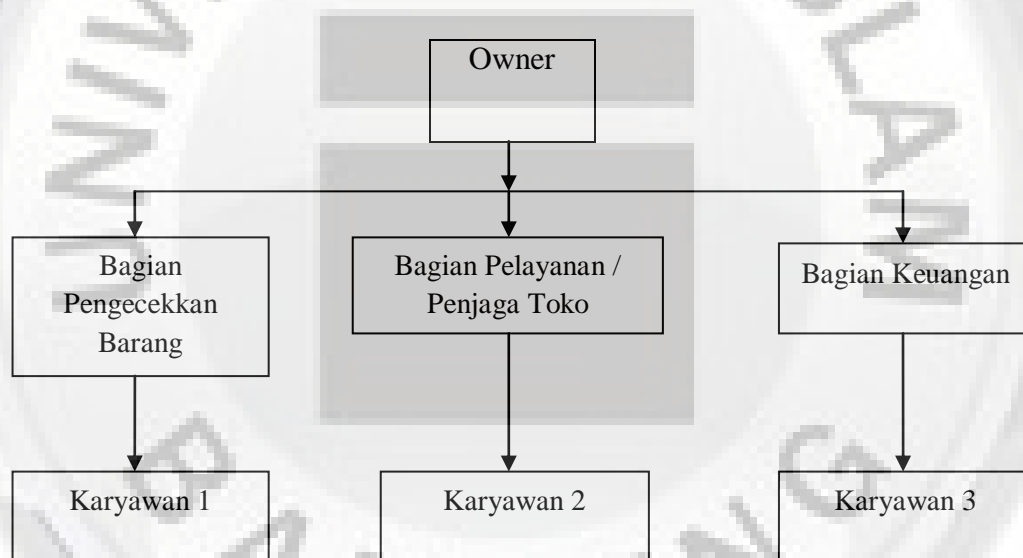 Owner
Bagian
Pengecekkan
Barang
Bagian Pelayanan /
Penjaga Toko
Bagian Keuangan
Karyawan 1
Karyawan 2
Karyawan 3